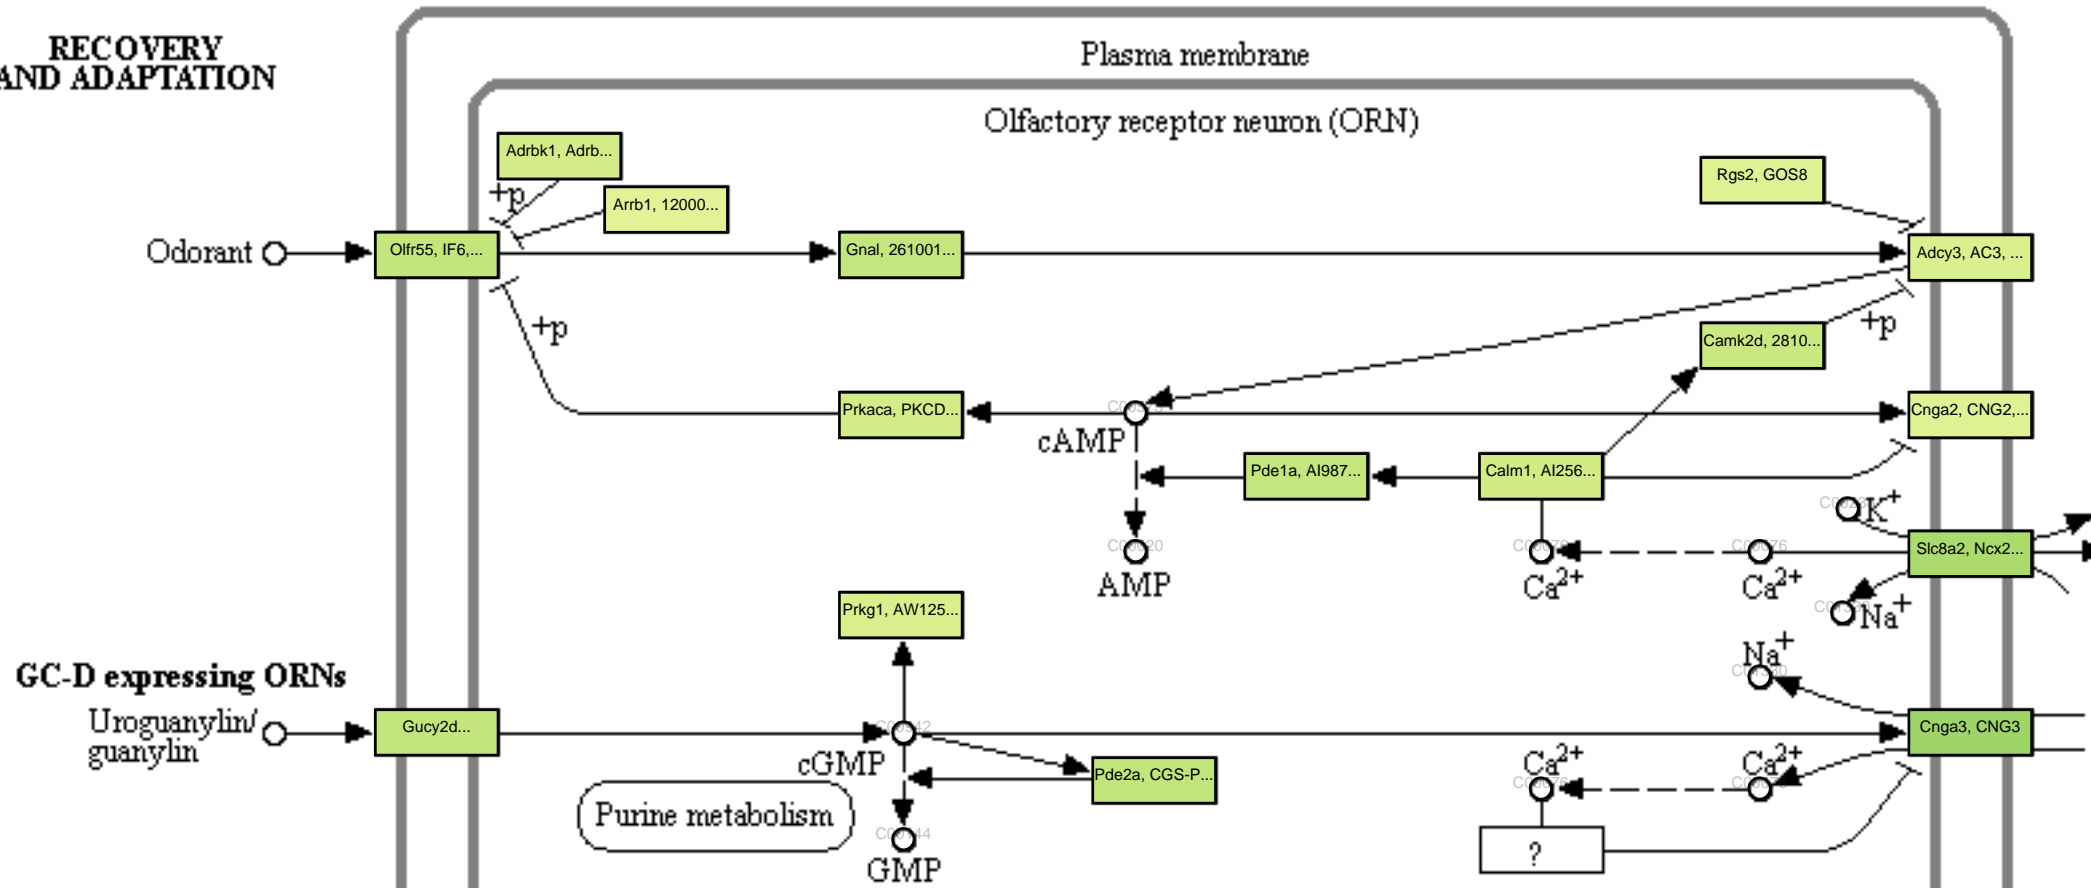 RECOVERY
AND ADAPTATION
Plasma membrane
Olfactory receptor neuron (ORN)
Adrbk1, Adrb...
+p
Arrb1, 12000...
Rgs2, GOS8
Odorant
Olfr55, IF6,...
Gnal, 261001...
Adcy3, AC3, ...
+p
Camk2d, 2810...
+p
Prkaca, PKCD...
cAMP
Cnga2, CNG2,...
Pde1a, AI987...
Calm1, AI256...
K+
AMP
Ca2+
Ca2+
Slc8a2, Ncx2...
Na+
Prkg1, AW125...
GC-D expressing ORNs
Uroguanylin/
guanylin
Gucy2d...
cGMP
Na+
Cnga3, CNG3
Pde2a, CGS-P...
Ca2+
Ca2+
Purine metabolism
GMP
?